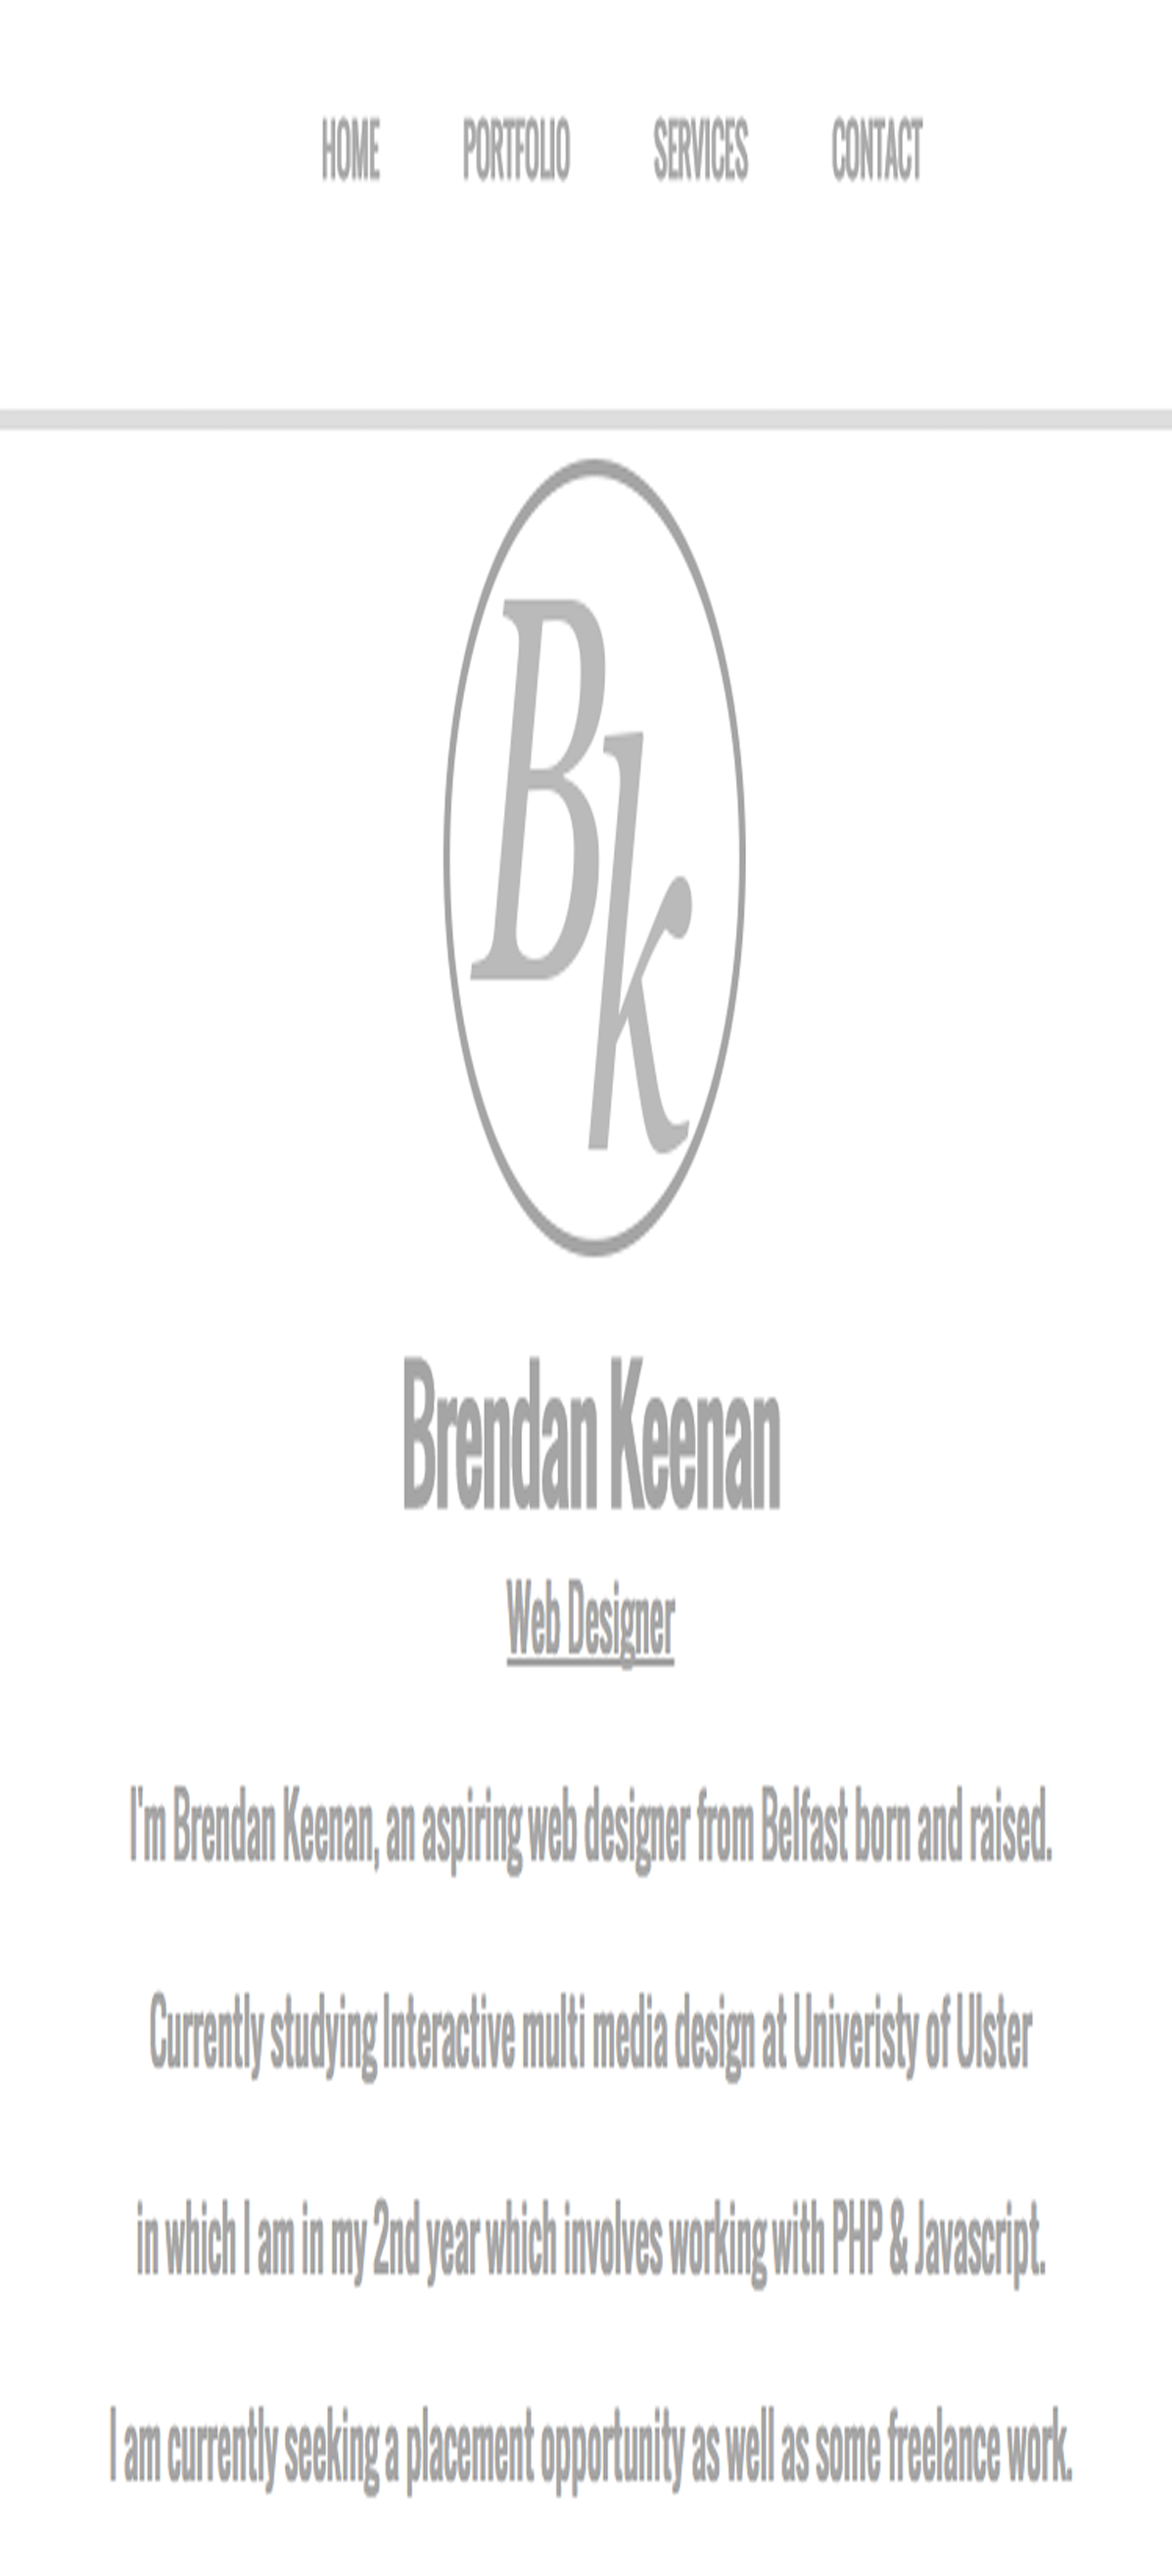 HOME PORTFOLIO SERVICES CONTACT
Bk
Brendan Keenan
Web Designer
I'm Brendan Keenan, an aspiring web designer from Belfast born and raised.
Currently studying Interactive multi media design at Univeristy of Ulster
in which I am in my 2nd year which involves working with PHP & Javascript.
I am currently seeking a placement opportunity as well as some freelance work.